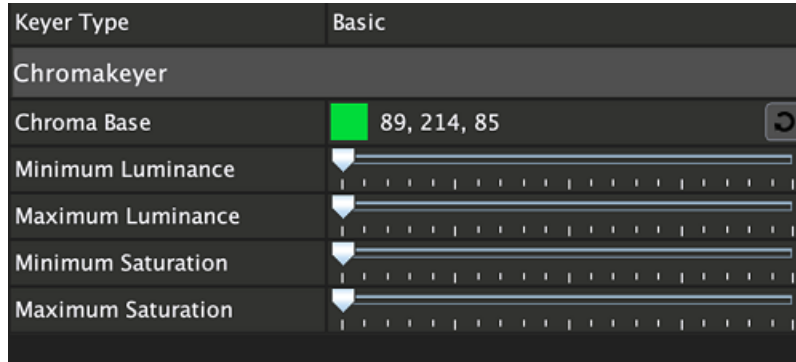 Keyer Type Basic
Chromakeyer
Chroma Base 89, 214, 85
Minimum Luminance
Maximum Luminance
Minimum Saturation
Maximum Saturation